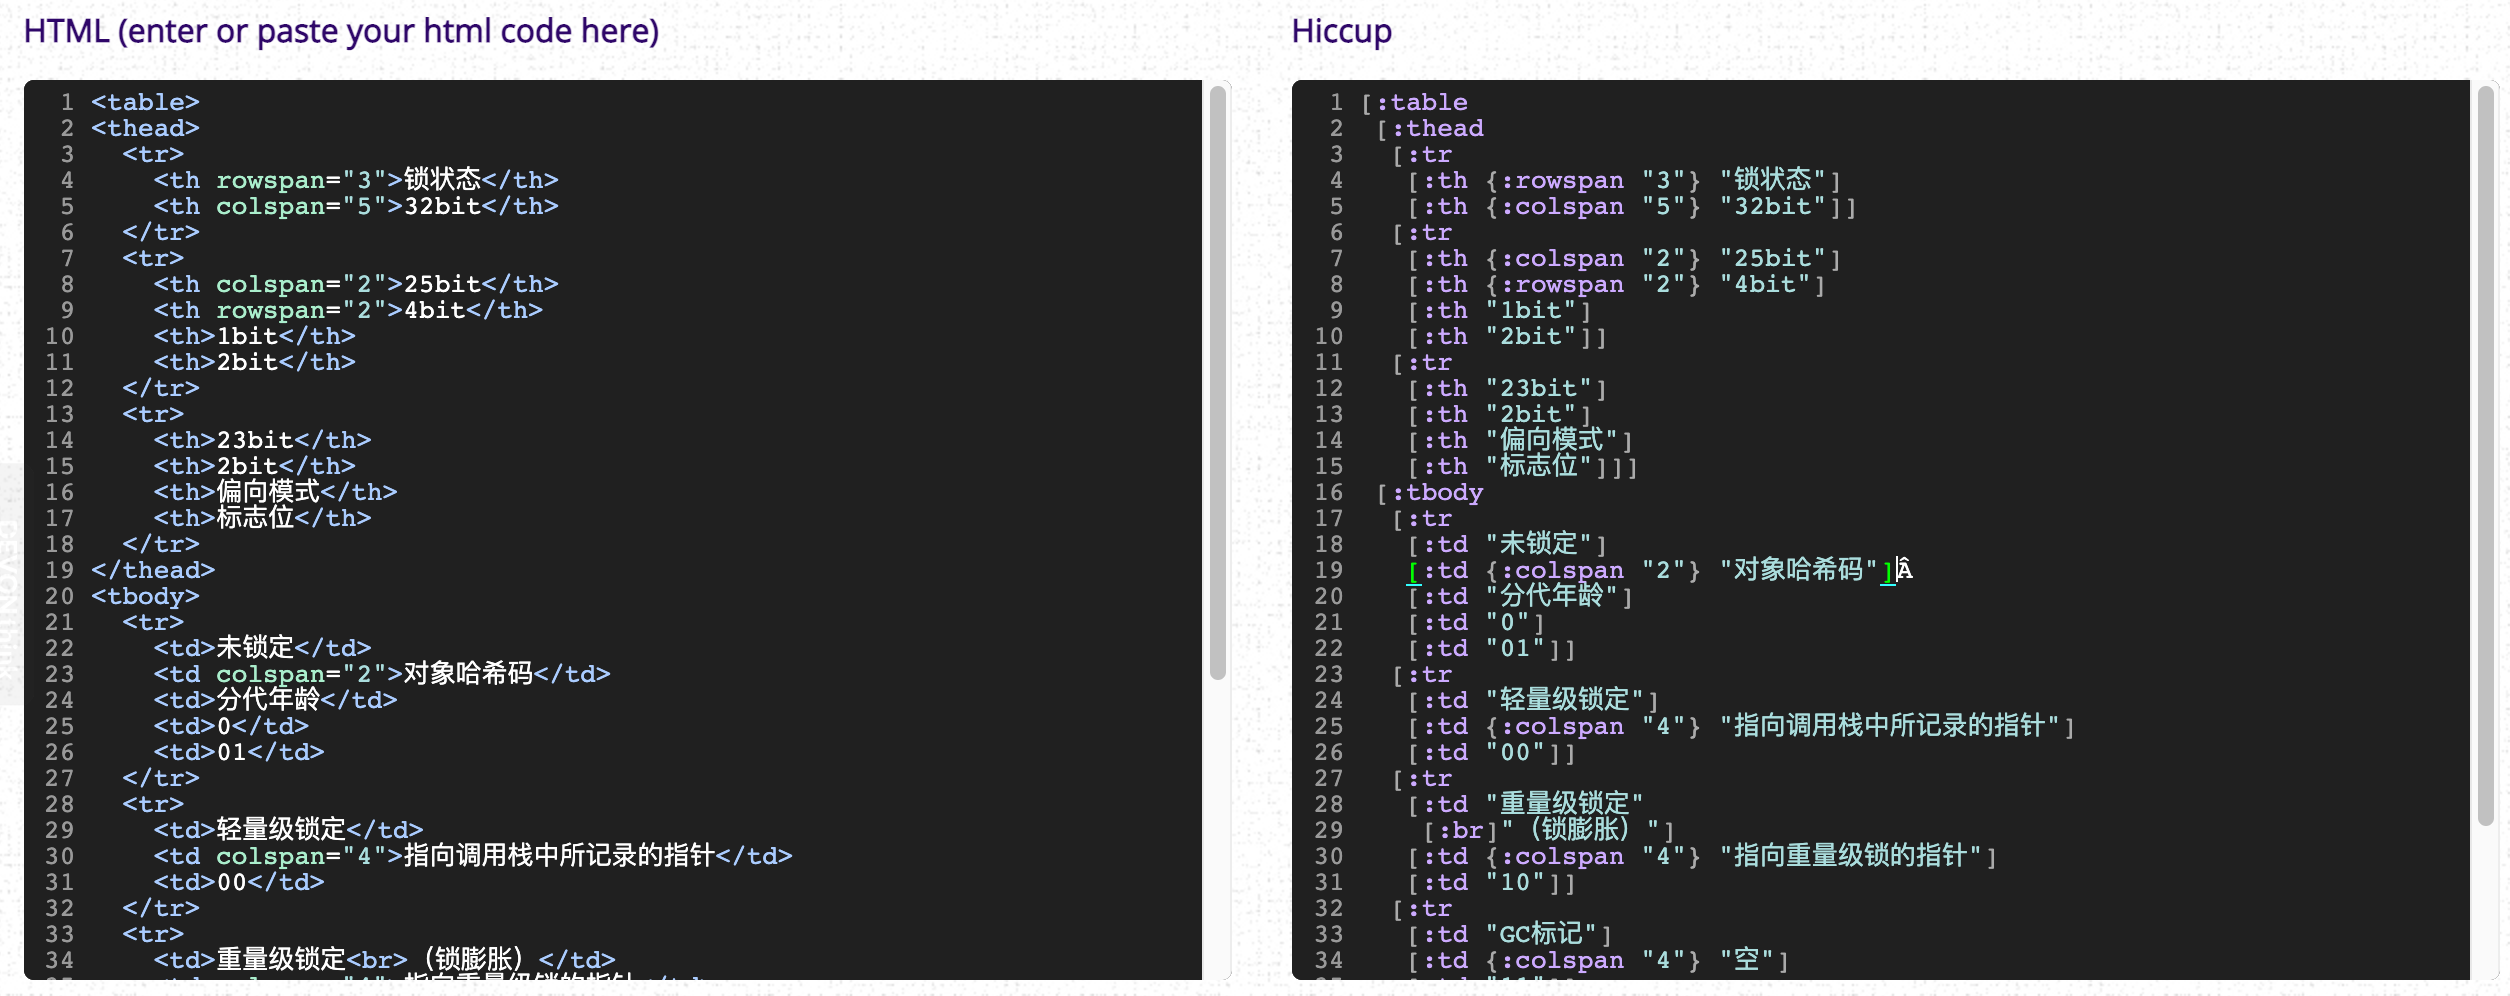 HTML (enter or paste your html code here)
1 <table>
2 <thead>
3 <tr>
4 <th rowspan="3">锁状态</th>
5 <th colspan="5">32bit</th>
6 </tr>
7 <tr>
8 <th colspan="2">25bit</th>
9 <th rowspan="2">4bit</th>
10 <th>1bit</th>
11 <th>2bit</th>
12 </tr>
13 <tr>
14 <th>23bit</th>
15 <th>2bit</th>
16 <th>偏向模式</th>
17 <th>标志位</th>
18 </tr>
19 </thead>
20 <tbody>
21 <tr>
22 <td>未锁定</td>
23 <td colspan="2">对象哈希码</td>
24 <td>分代年龄</td>
25 <td>0</td>
26 <td>01</td>
27 </tr>
28 <tr>
29 <td>轻量级锁定</td>
30 <td colspan="4">指向调用栈中所记录的指针</td>
31 <td>00</td>
32 </tr>
33 <tr>
34 <td>重量级锁定<br>（锁膨胀）</td>
Hiccup
1 [:table
2 [:thead
3 [:tr
4 [:th {:rowspan "3"} "锁状态"]
5 [:th {:colspan "5"} "32bit"]]
6 [:tr
7 [:th {:colspan "2"} "25bit"]
8 [:th {:rowspan "2"} "4bit"]
9 [:th "1bit"]
10 [:th "2bit"]]
11 [:tr
12 [:th "23bit"]
13 [:th "2bit"]
14 [:th "偏向模式"]
15 [:th "标志位"]]]
16 [:tbody
17 [:tr
18 [:td "未锁定"]
19 [:td {:colspan "2"} "对象哈希码"]Â
20 [:td "分代年龄"]
21 [:td "0"]
22 [:td "01"]]
23 [:tr
24 [:td "轻量级锁定"]
25 [:td {:colspan "4"} "指向调用栈中所记录的指针"]
26 [:td "00"]]
27 [:tr
28 [:td "重量级锁定"
29 [:br]"（锁膨胀）"]
30 [:td {:colspan "4"} "指向重量级锁的指针"]
31 [:td "10"]]
32 [:tr
33 [:td "GC标记"]
34 [:td {:colspan "4"} "空"]